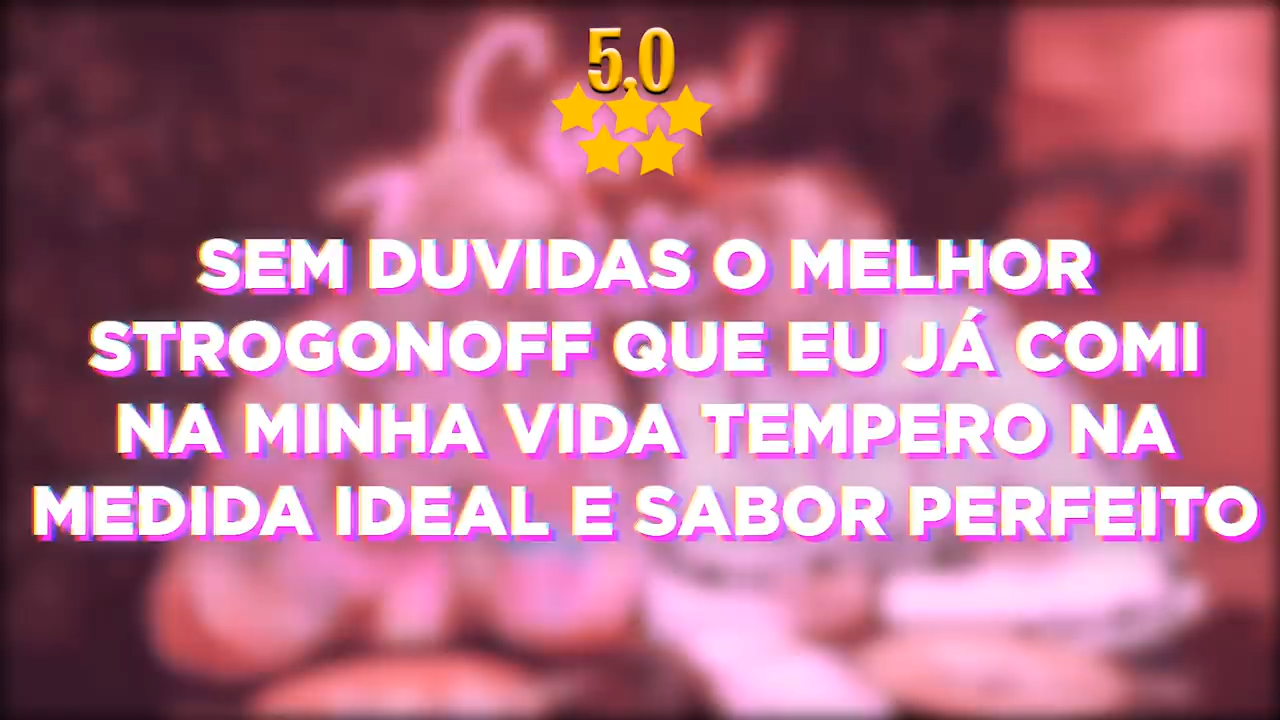 5.0
SEM DUVIDAS O MELHOR
STROGONOFF QUE EU JÁ COMI
NA MINHA VIDA TEMPERO NA
MEDIDA IDEAL E SABOR PERFEITO